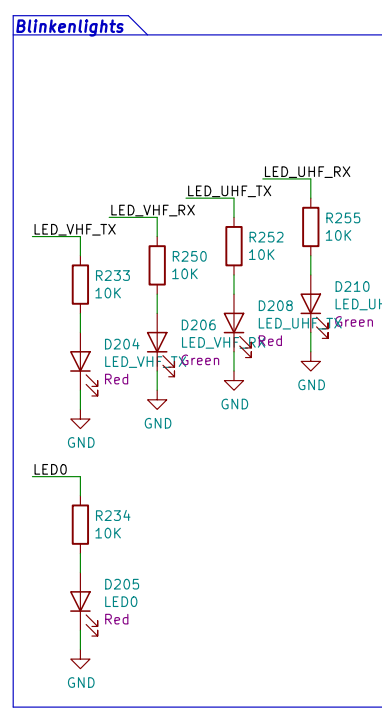 Blinkenlights
LED_UHF_RX
LED_UHF_TX
LED_VHF_RX
LED_VHF_TX
R255
10K
R252
10K
R250
10K
R233
10K
D210
LED_UH
Green
D208
LED_UHF_TX
Red
D206
LED_VHF_RX
Green
D204
LED_VHF_TX
Red
GND
GND
GND
GND
LED0
R234
10K
D205
LED0
Red
GND